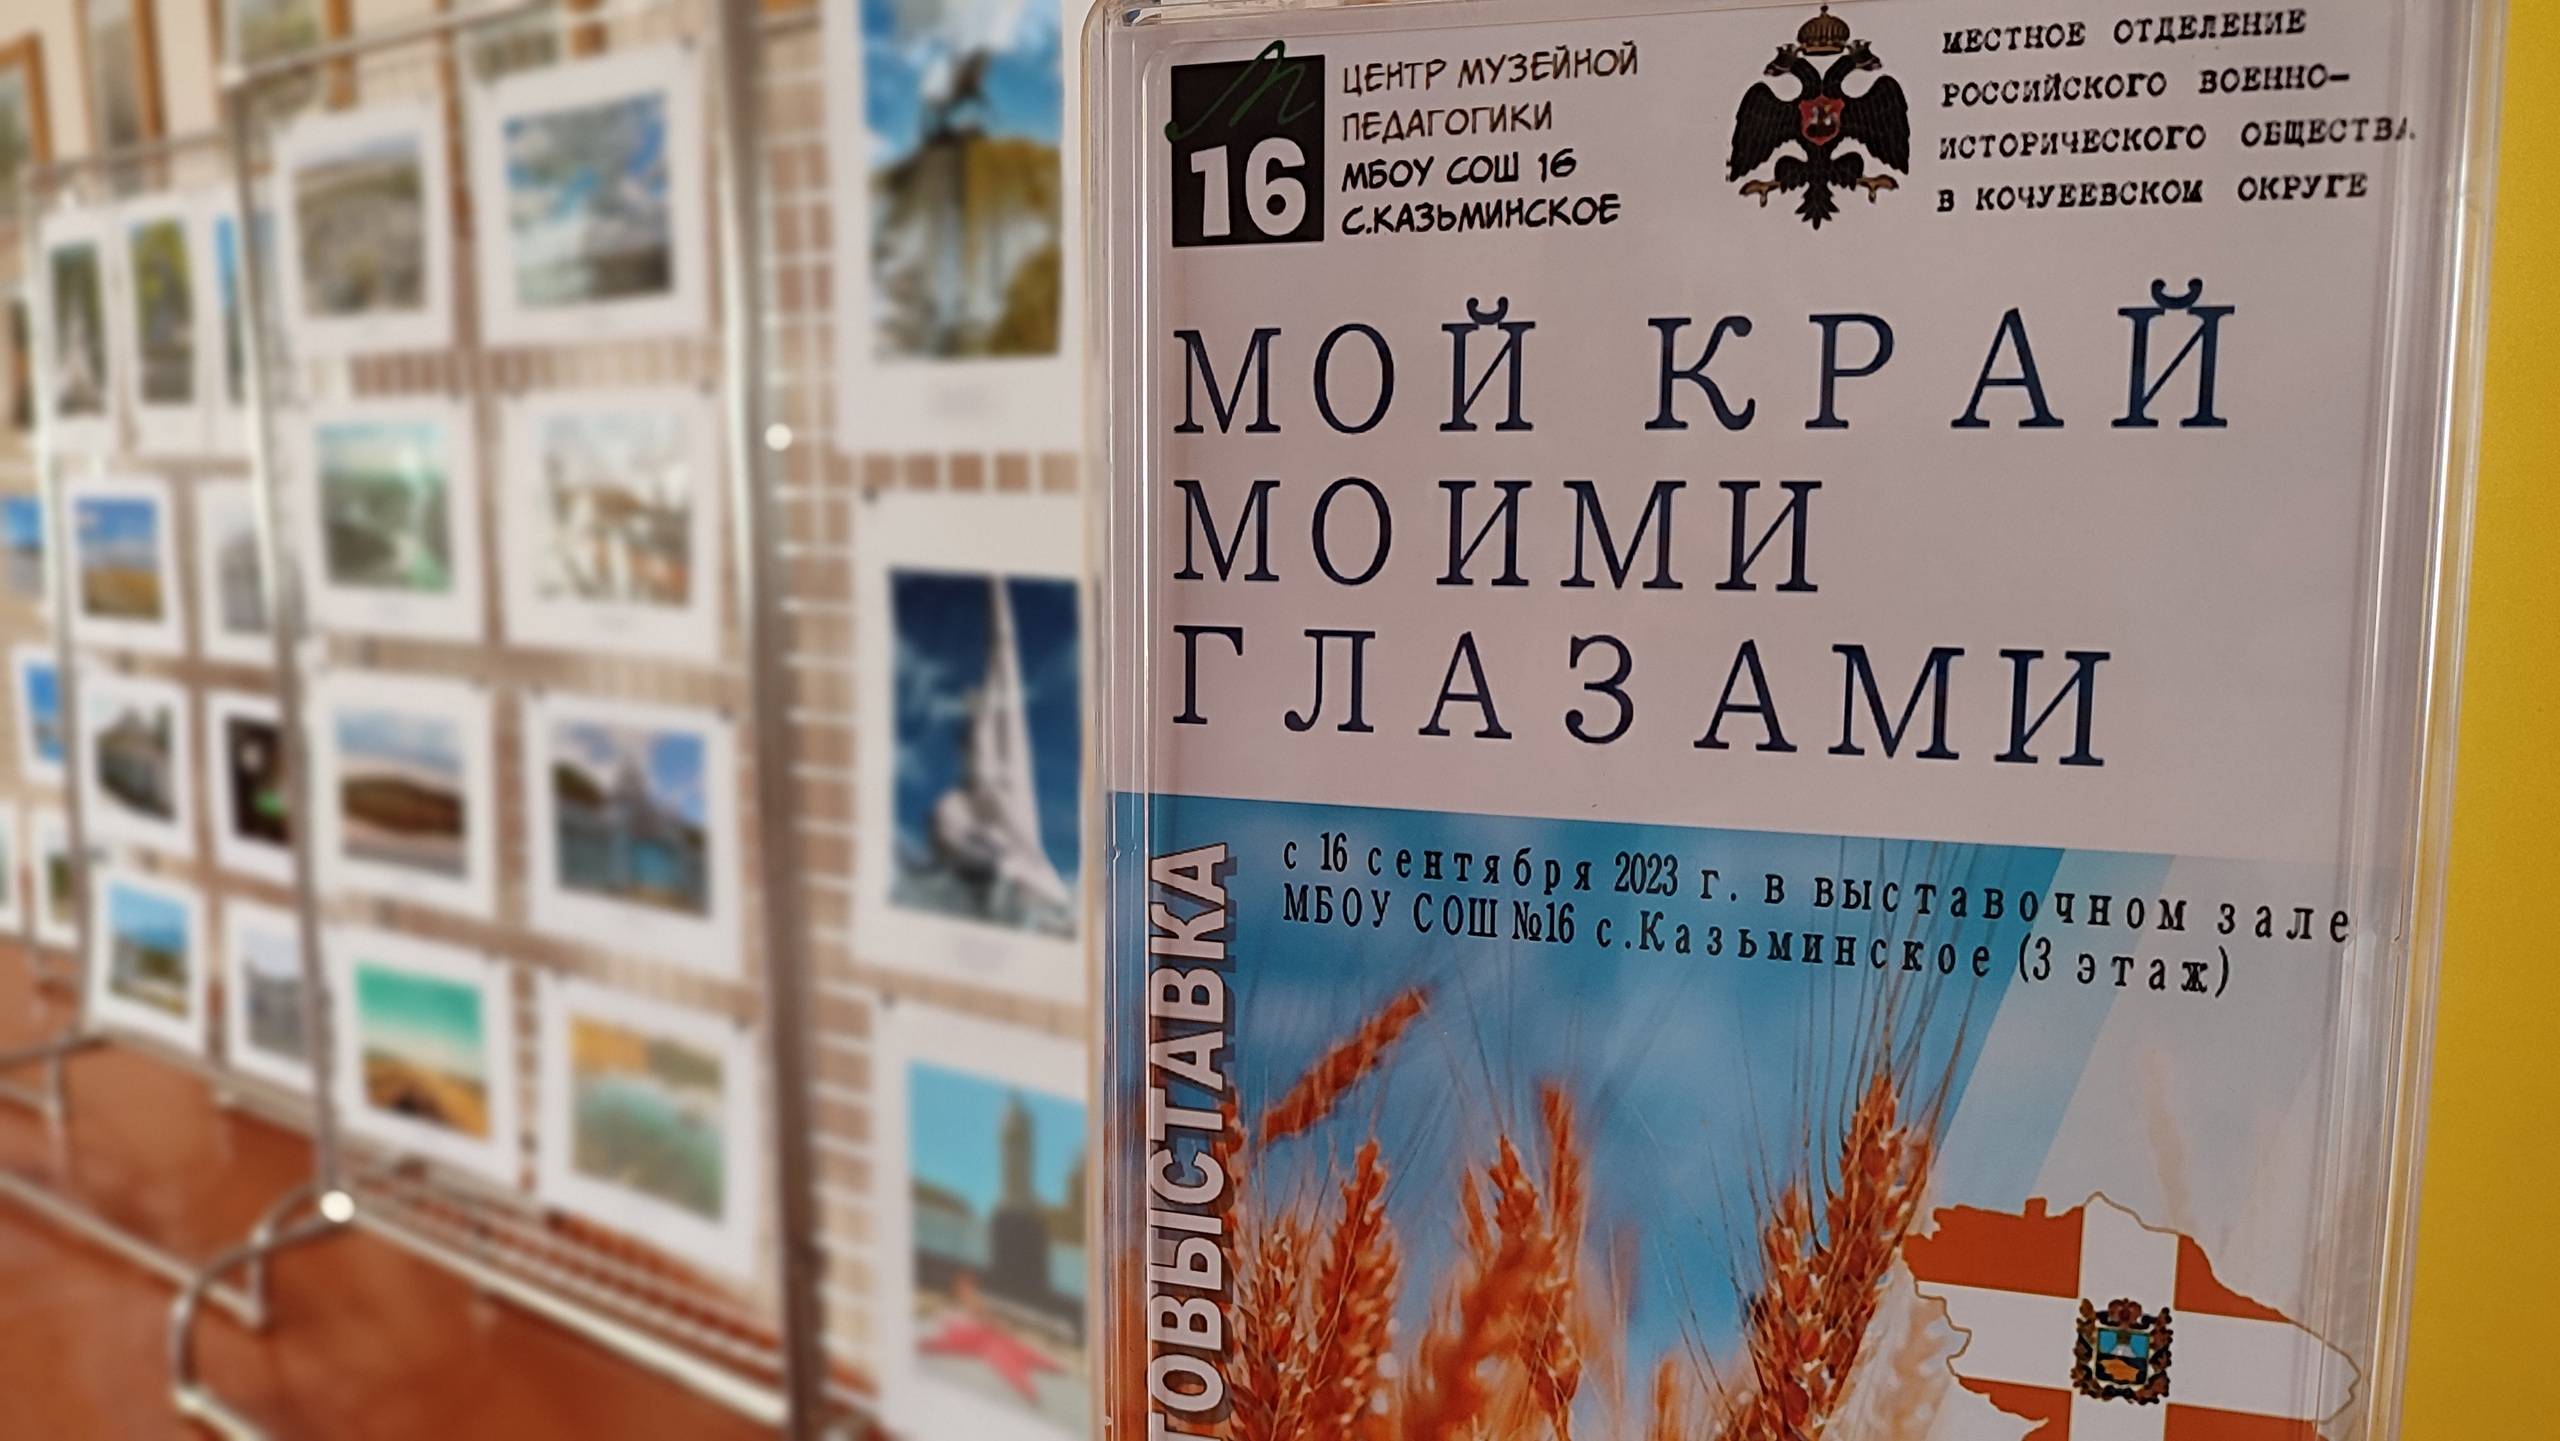 16
ЦЕНТР МУЗЕЙНОЙ
ПЕДАГОГИКИ
МБОУ СОШ 16
С.КАЗЬМИНСКОЕ
МЕСТНОЕ ОТДЕЛЕНИЕ
РОССИЙСКОГО ВОЕННО-
ИСТОРИЧЕСКОГО ОБЩЕСТВА
В КОЧУЕЕВСКОМ ОКРУГЕ
МОЙ КРАЙ
МОИМИ
ГЛАЗАМИ
с 16 сентября 2023 г. в выставочном зале
МБОУ СОШ №16 с.Казьминское (3 этаж)
ТОВЫСТАВКА